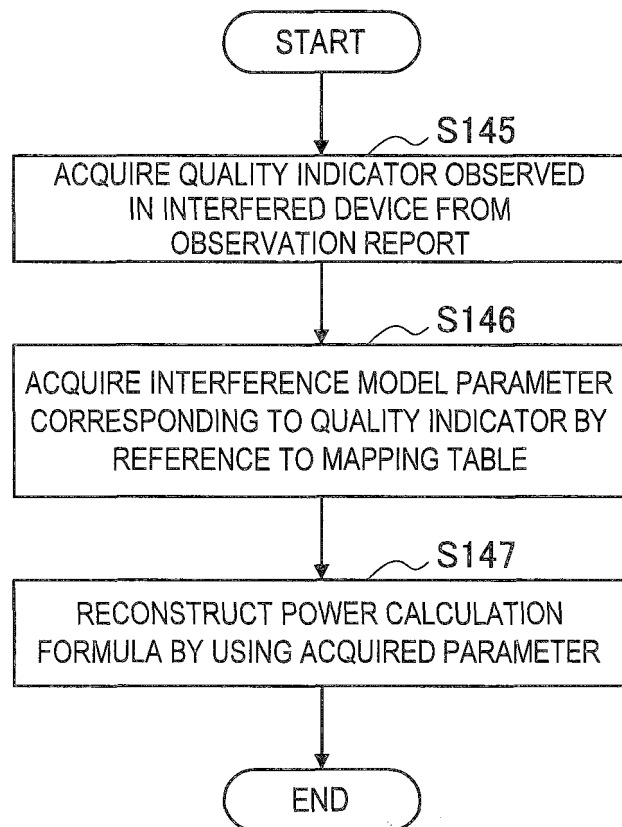 START
S145
ACQUIRE QUALITY INDICATOR OBSERVED
IN INTERFERED DEVICE FROM
OBSERVATION REPORT
S146
ACQUIRE INTERFERENCE MODEL PARAMETER
CORRESPONDING TO QUALITY INDICATOR BY
REFERENCE TO MAPPING TABLE
S147
RECONSTRUCT POWER CALCULATION
FORMULA BY USING ACQUIRED PARAMETER
END